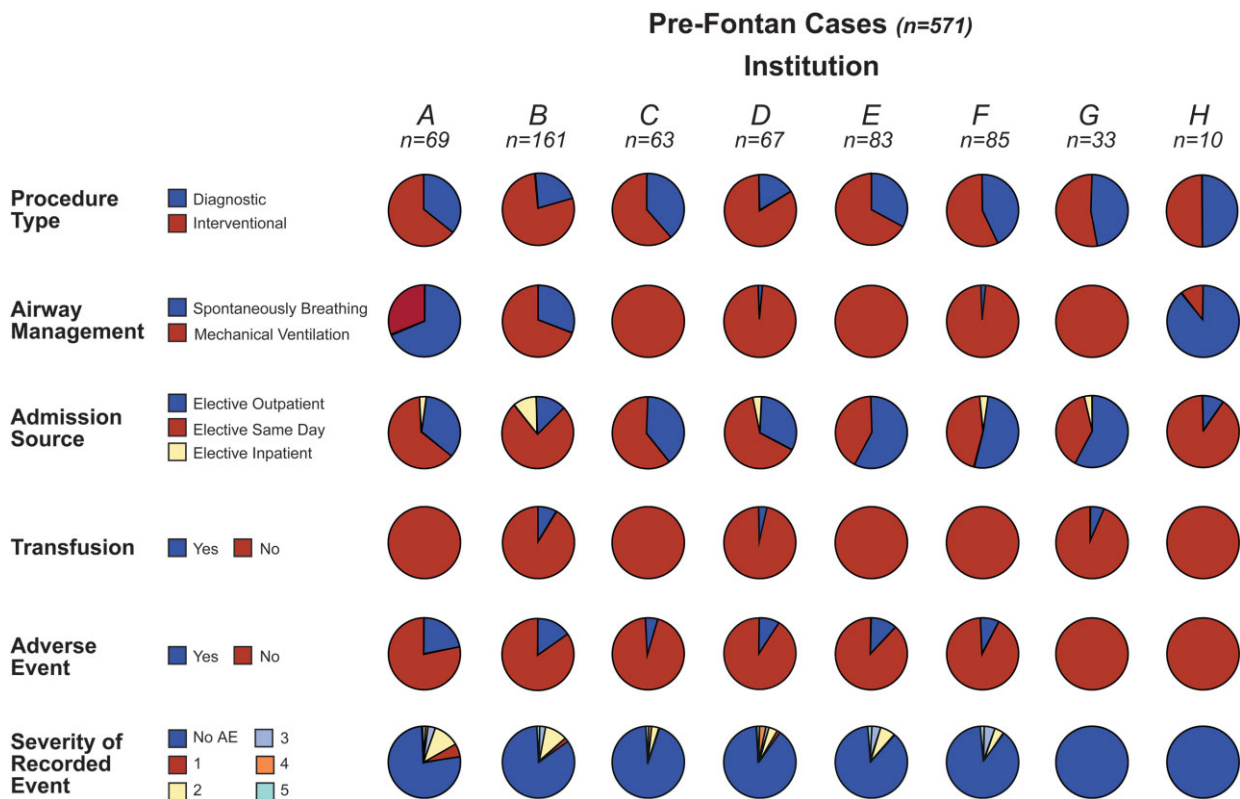 Pre-Fontan Cases (n=571)
Institution
A B C D E F G H
n=69 n=161 n=63 n=67 n=83 n=85 n=33 n=10
Procedure
Type
Diagnostic
Interventional
Airway
Management
Spontaneously Breathing
Mechanical Ventilation
Admission
Source
Elective Outpatient
Elective Same Day
Elective Inpatient
Transfusion
Yes No
Adverse
Event
Yes No
Severity of
Recorded
Event
No AE 3
1 4
2 5